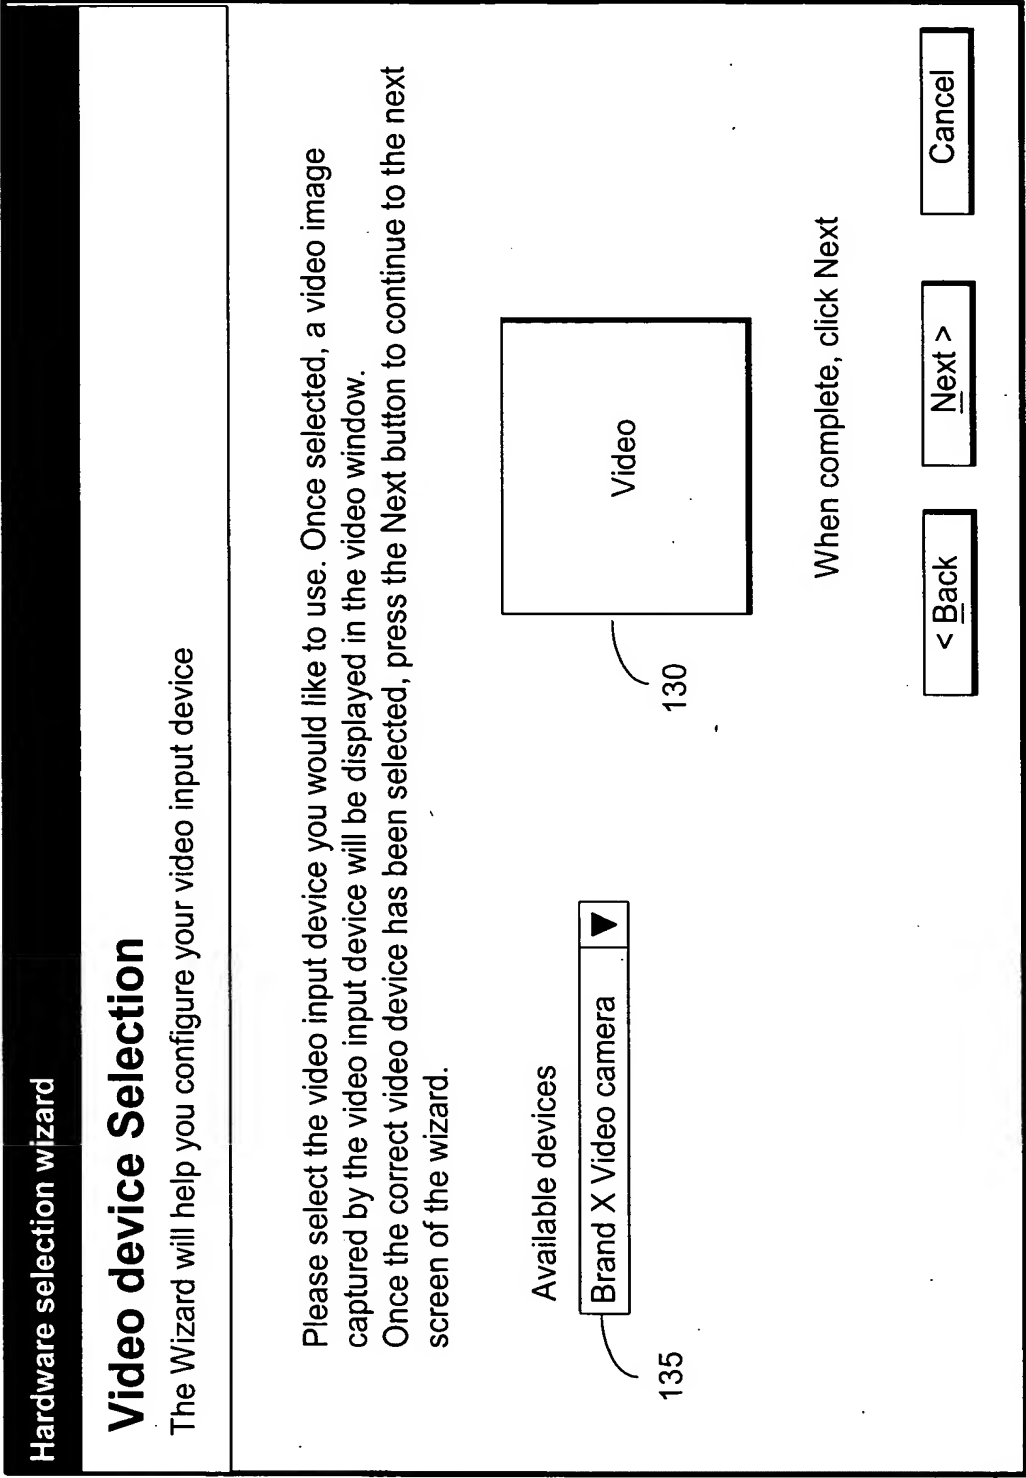 Hardware selection wizard
Video device Selection
The Wizard will help you configure your video input device
Please select the video input device you would like to use. Once selected, a video image
captured by the video input device will be displayed in the video window.
Once the correct video device has been selected, press the Next button to continue to the next
screen of the wizard.
Available devices
Brand X Video camera
135
Video
130
When complete, click Next
< Back
Next >
Cancel